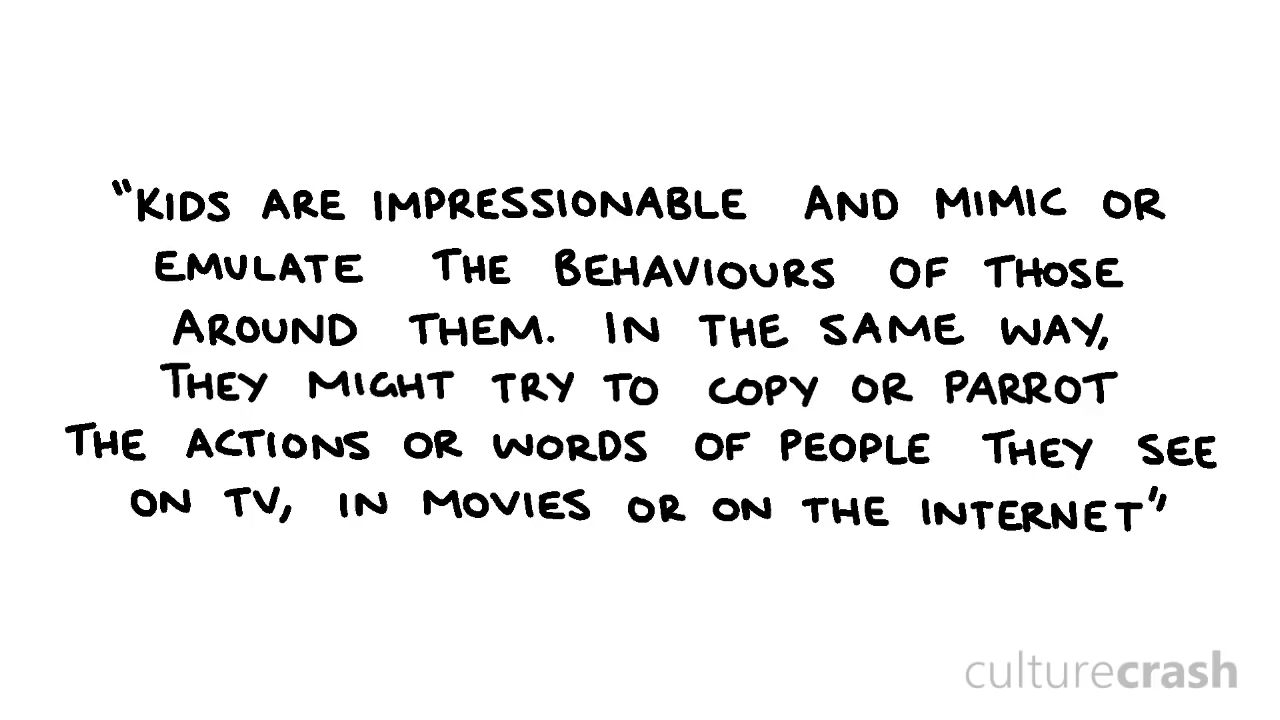 "KIDS ARE IMPRESSIONABLE AND MIMIC OR
EMULATE THE BEHAVIOURS OF THOSE
AROUND THEM. IN THE SAME WAY,
THEY MIGHT TRY TO COPY OR PARROT
THE ACTIONS OR WORDS OF PEOPLE THEY SEE
ON TV, IN MOVIES OR ON THE INTERNET"
culturecrash